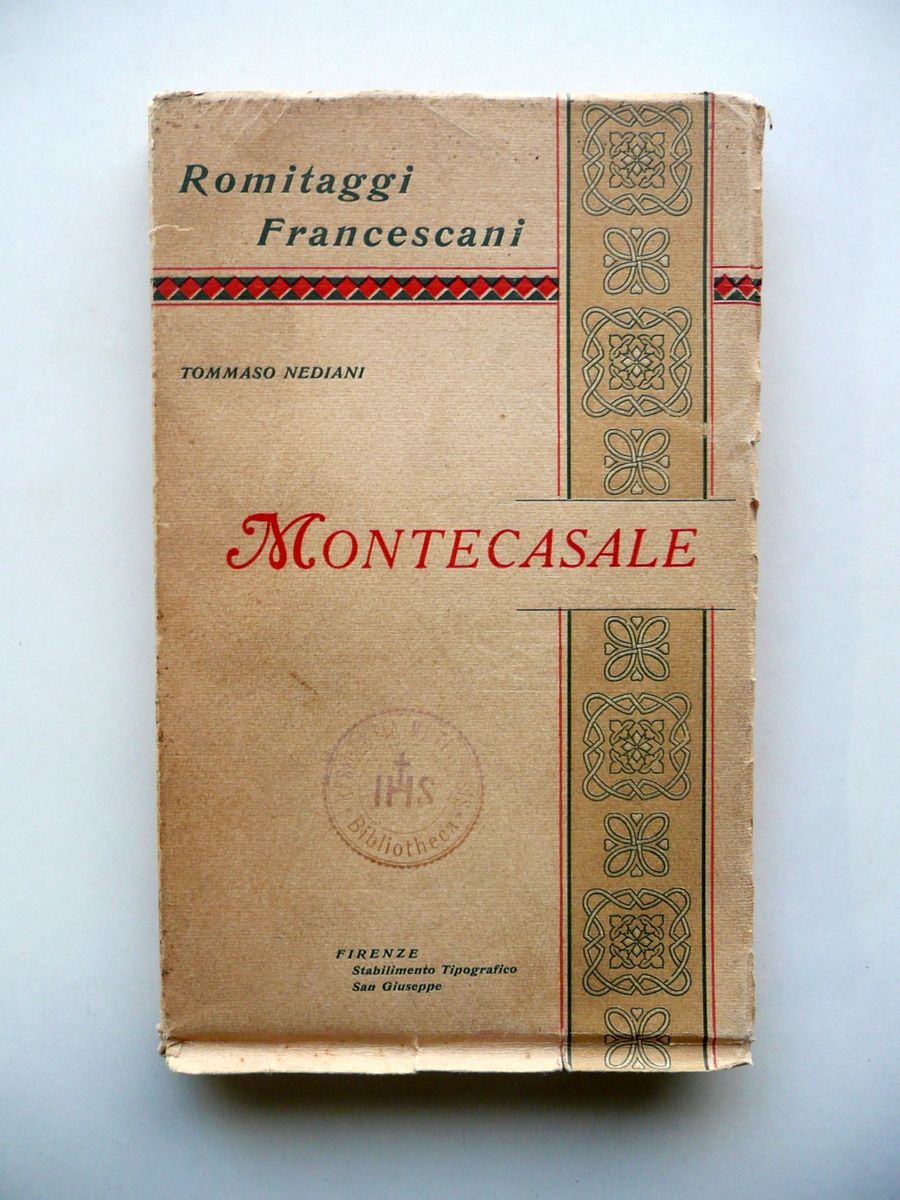 Romitaggi
Francescani
TOMMASO NEDIANI
MONTECASALE
IHS
Bibliotheca
FIRENZE
Stabilimento Tipografico
San Giuseppe